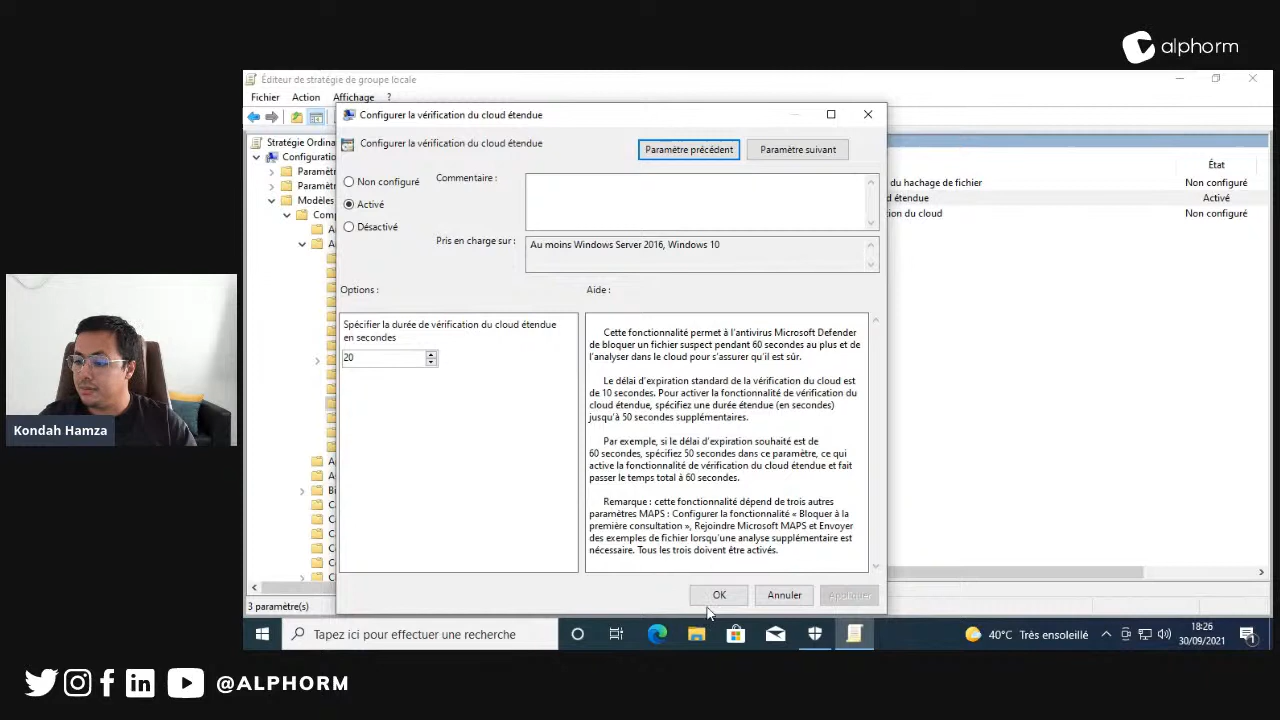 alphorm
Éditeur de stratégie de groupe locale
Fichier Action Affichage ?
Stratégie Ordina
Configuratio
Paramèt
Paramèt
Modèles
Comp
Configurer la vérification du cloud étendue
Configurer la vérification du cloud étendue
Paramètre précédent
Paramètre suivant
Non configuré
Activé
Désactivé
Commentaire :
Pris en charge sur :
Au moins Windows Server 2016, Windows 10
Options :
Aide :
Spécifier la durée de vérification du cloud étendue
en secondes
20
Cette fonctionnalité permet à l'antivirus Microsoft Defender
de bloquer un fichier suspect pendant 60 secondes au plus et de
l'analyser dans le cloud pour s'assurer qu'il est sûr.
Le délai d'expiration standard de la vérification du cloud est
de 10 secondes. Pour activer la fonctionnalité de vérification du
cloud étendue, spécifiez une durée étendue (en secondes)
jusqu'à 50 secondes supplémentaires.
Par exemple, si le délai d'expiration souhaité est de
60 secondes, spécifiez 50 secondes dans ce paramètre, ce qui
active la fonctionnalité de vérification du cloud étendue et fait
passer le temps total à 60 secondes.
Remarque : cette fonctionnalité dépend de trois autres
paramètres MAPS : Configurer la fonctionnalité « Bloquer à la
première consultation », Rejoindre Microsoft MAPS et Envoyer
des exemples de fichier lorsqu'une analyse supplémentaire est
nécessaire. Tous les trois doivent être activés.
OK
Annuler
Appliquer
État
du hachage de fichier Non configuré
d étendue Activé
ion du cloud Non configuré
3 paramètre(s)
Kondah Hamza
Tapez ici pour effectuer une recherche
40°C Très ensoleillé
18:26
30/09/2021
@ALPHORM